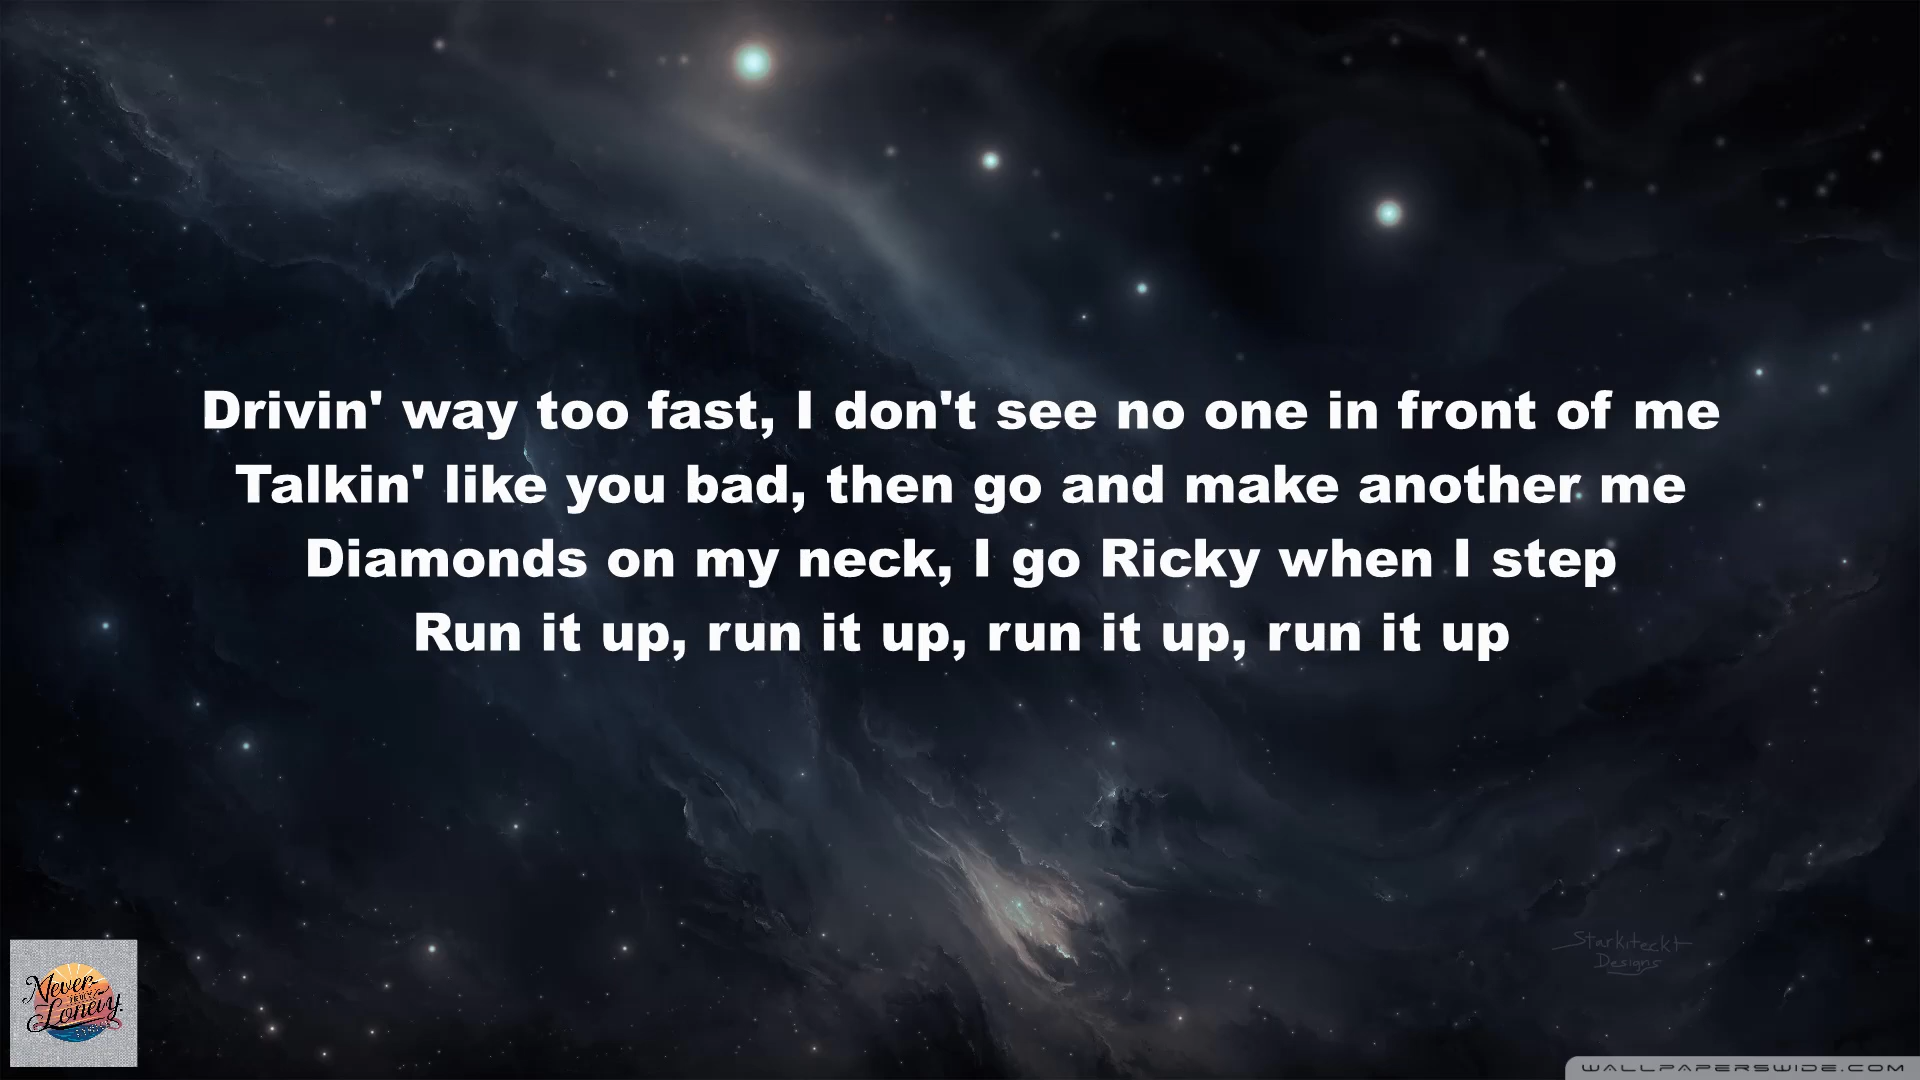 Drivin' way too fast, I don't see no one in front of me
Talkin' like you bad, then go and make another me
Diamonds on my neck, I go Ricky when I step
Run it up, run it up, run it up, run it up
Starkiteckt
Designs
Never
Truly
Lonely.
WALLPAPERSWIDE.COM